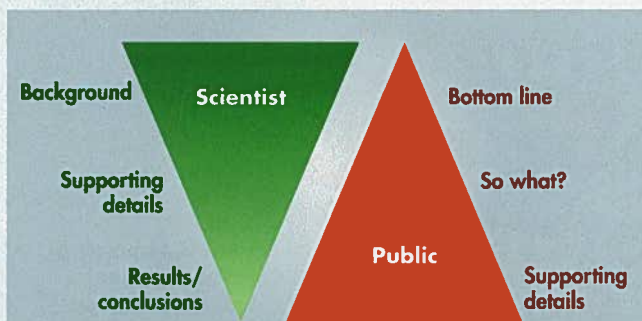 Background
Scientist
Supporting
details
Results/
conclusions
Bottom line
So what?
Public
Supporting
details